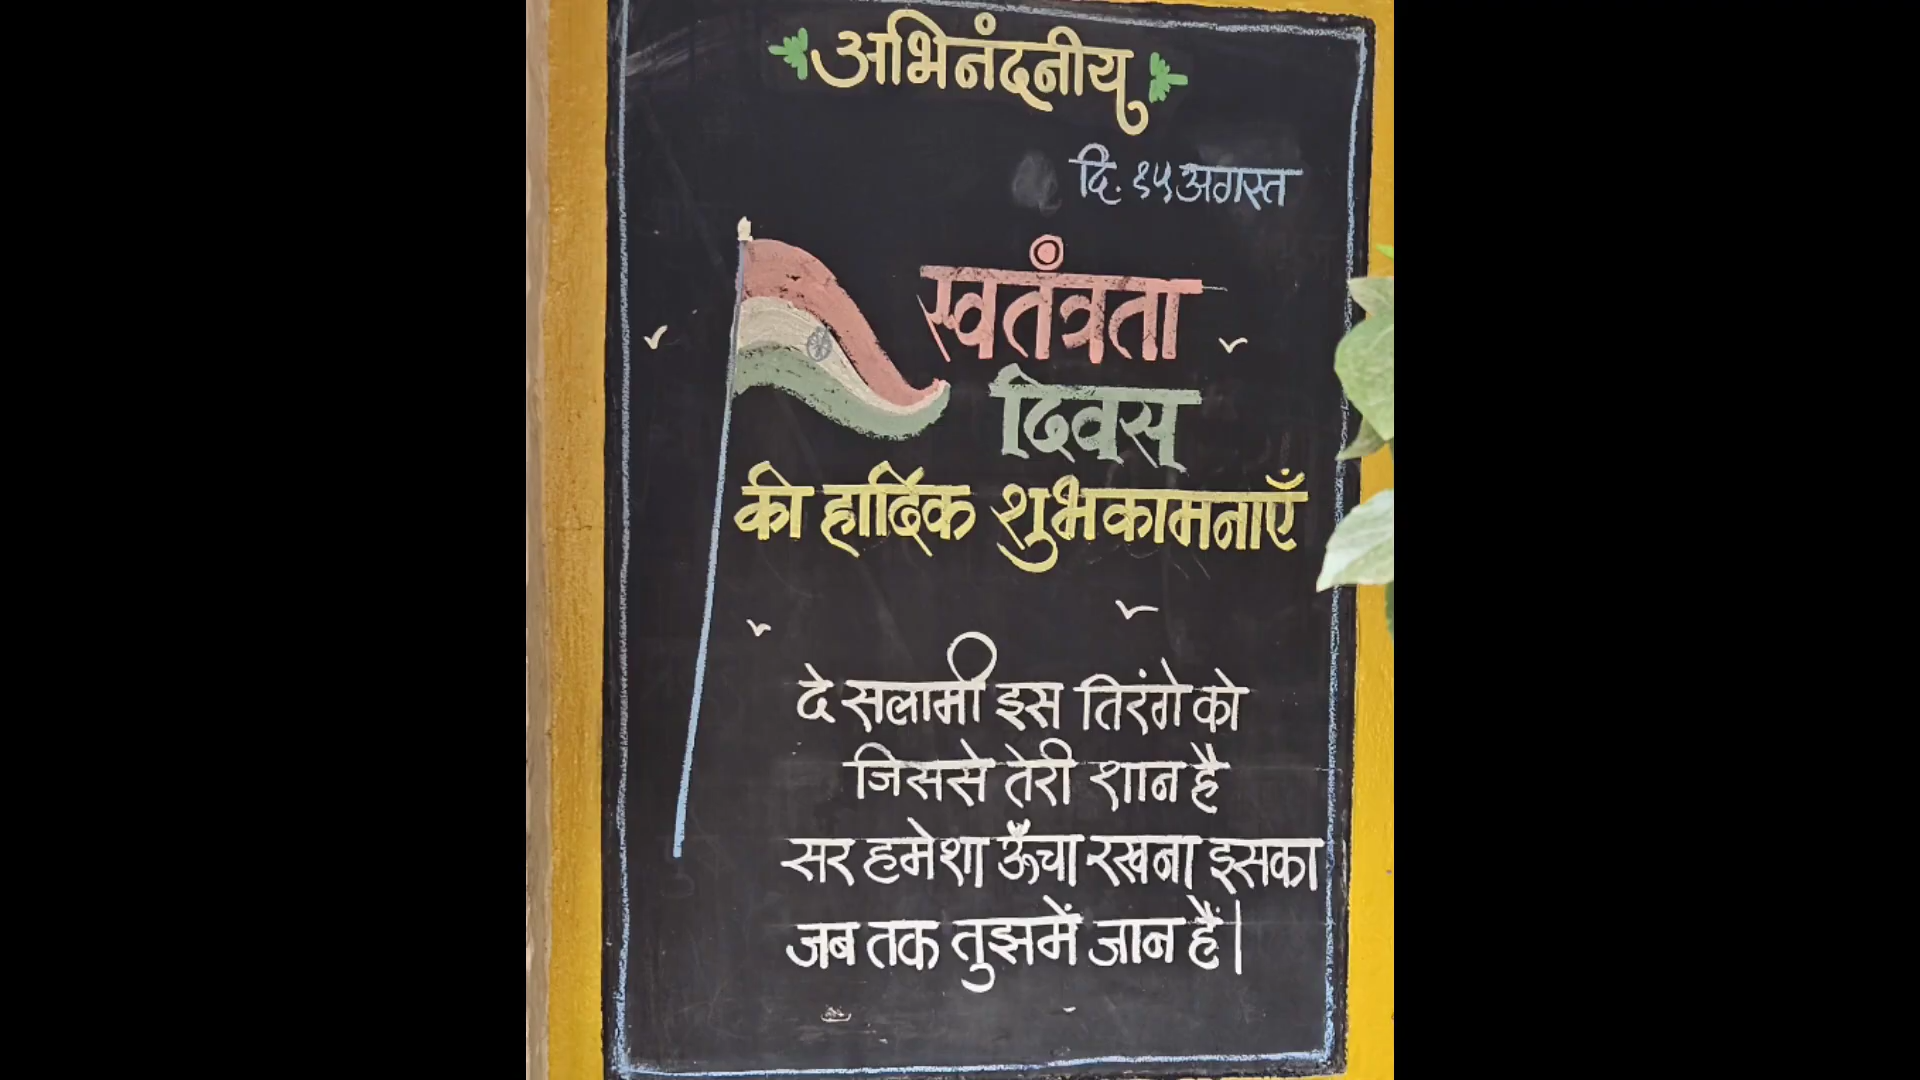 अभिनंदनीय
दि. १५ अगस्त
स्वतंत्रता
दिवस
की हार्दिक शुभकामनाएँ
दे सलामी इस तिरंगे को
जिससे तेरी शान है
सर हमेशा ऊँचा रखना इसका
जब तक तुझमें जान हैं|